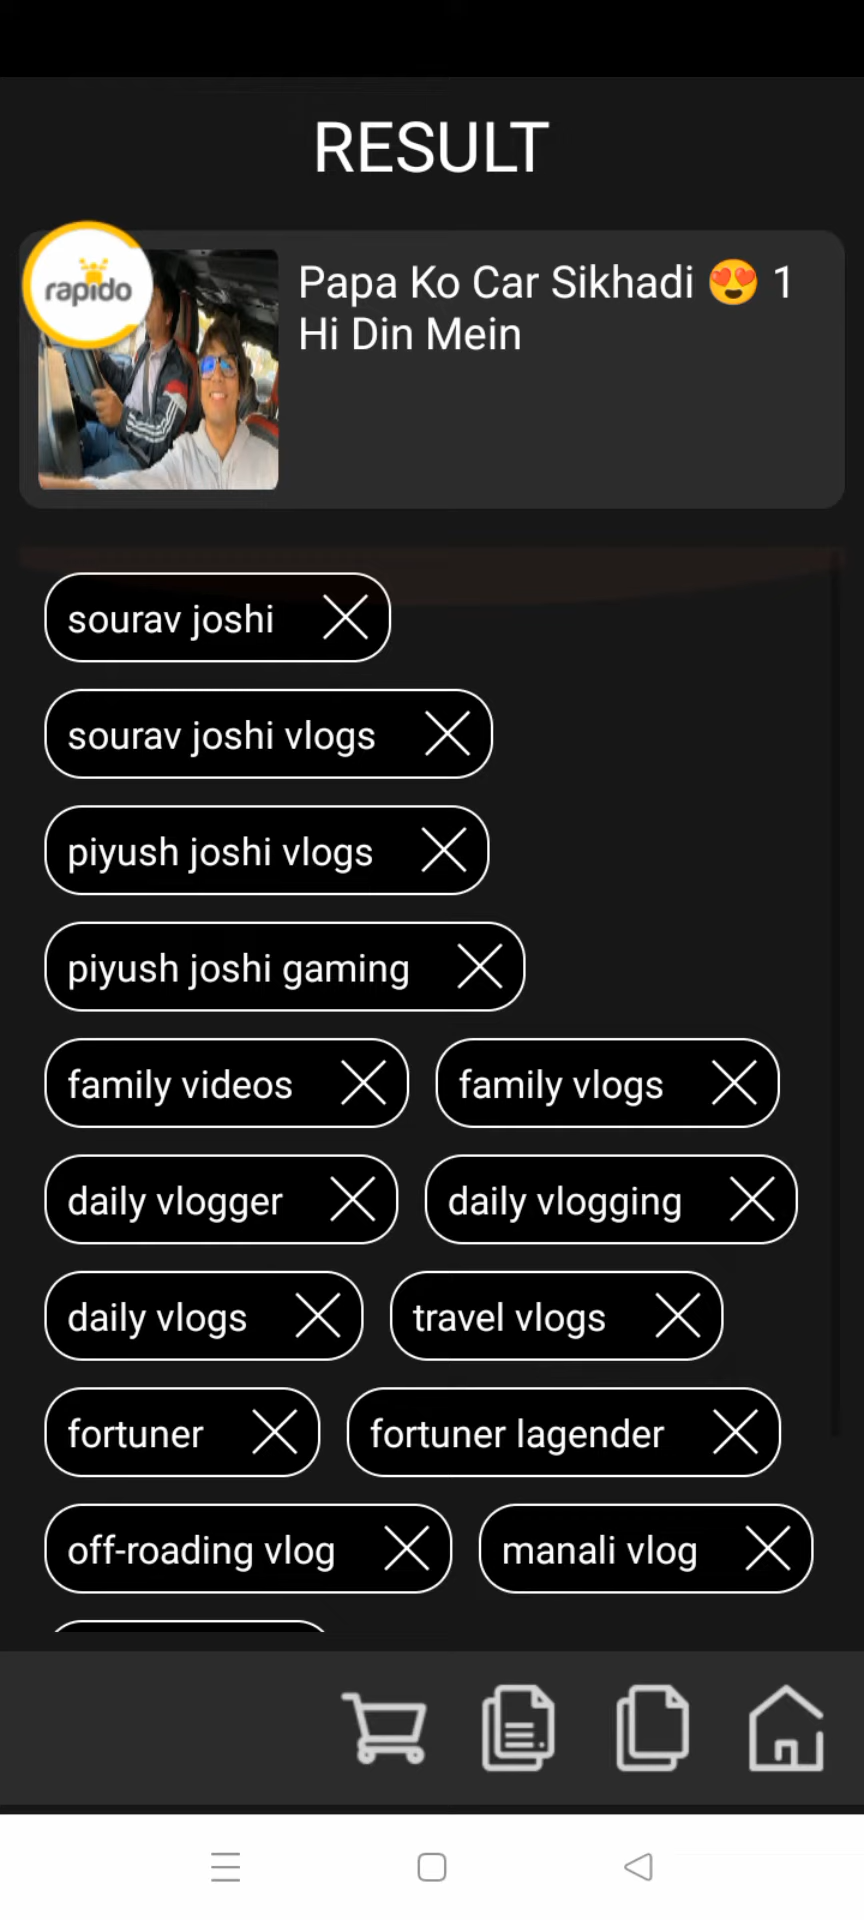 RESULT
rapido
Papa Ko Car Sikhadi 😍 1
Hi Din Mein
sourav joshi
sourav joshi vlogs
piyush joshi vlogs
piyush joshi gaming
family videos family vlogs
daily vlogger daily vlogging
daily vlogs travel vlogs
fortuner fortuner lagender
off-roading vlog manali vlog